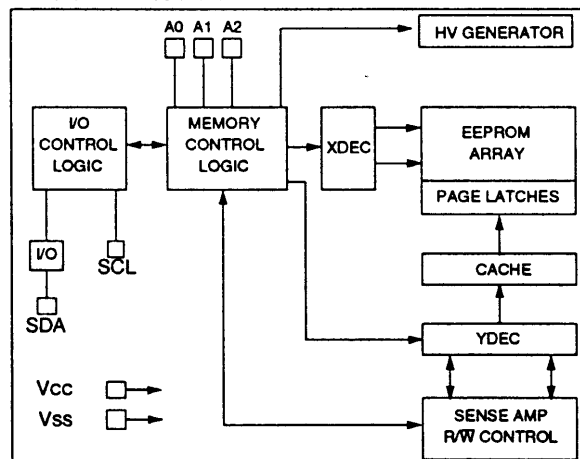 A0 A1 A2
HV GENERATOR
I/O
CONTROL
LOGIC
MEMORY
CONTROL
LOGIC
XDEC
EEPROM
ARRAY
PAGE LATCHES
I/O
SCL
SDA
CACHE
YDEC
Vcc
Vss
SENSE AMP
R/W̅ CONTROL